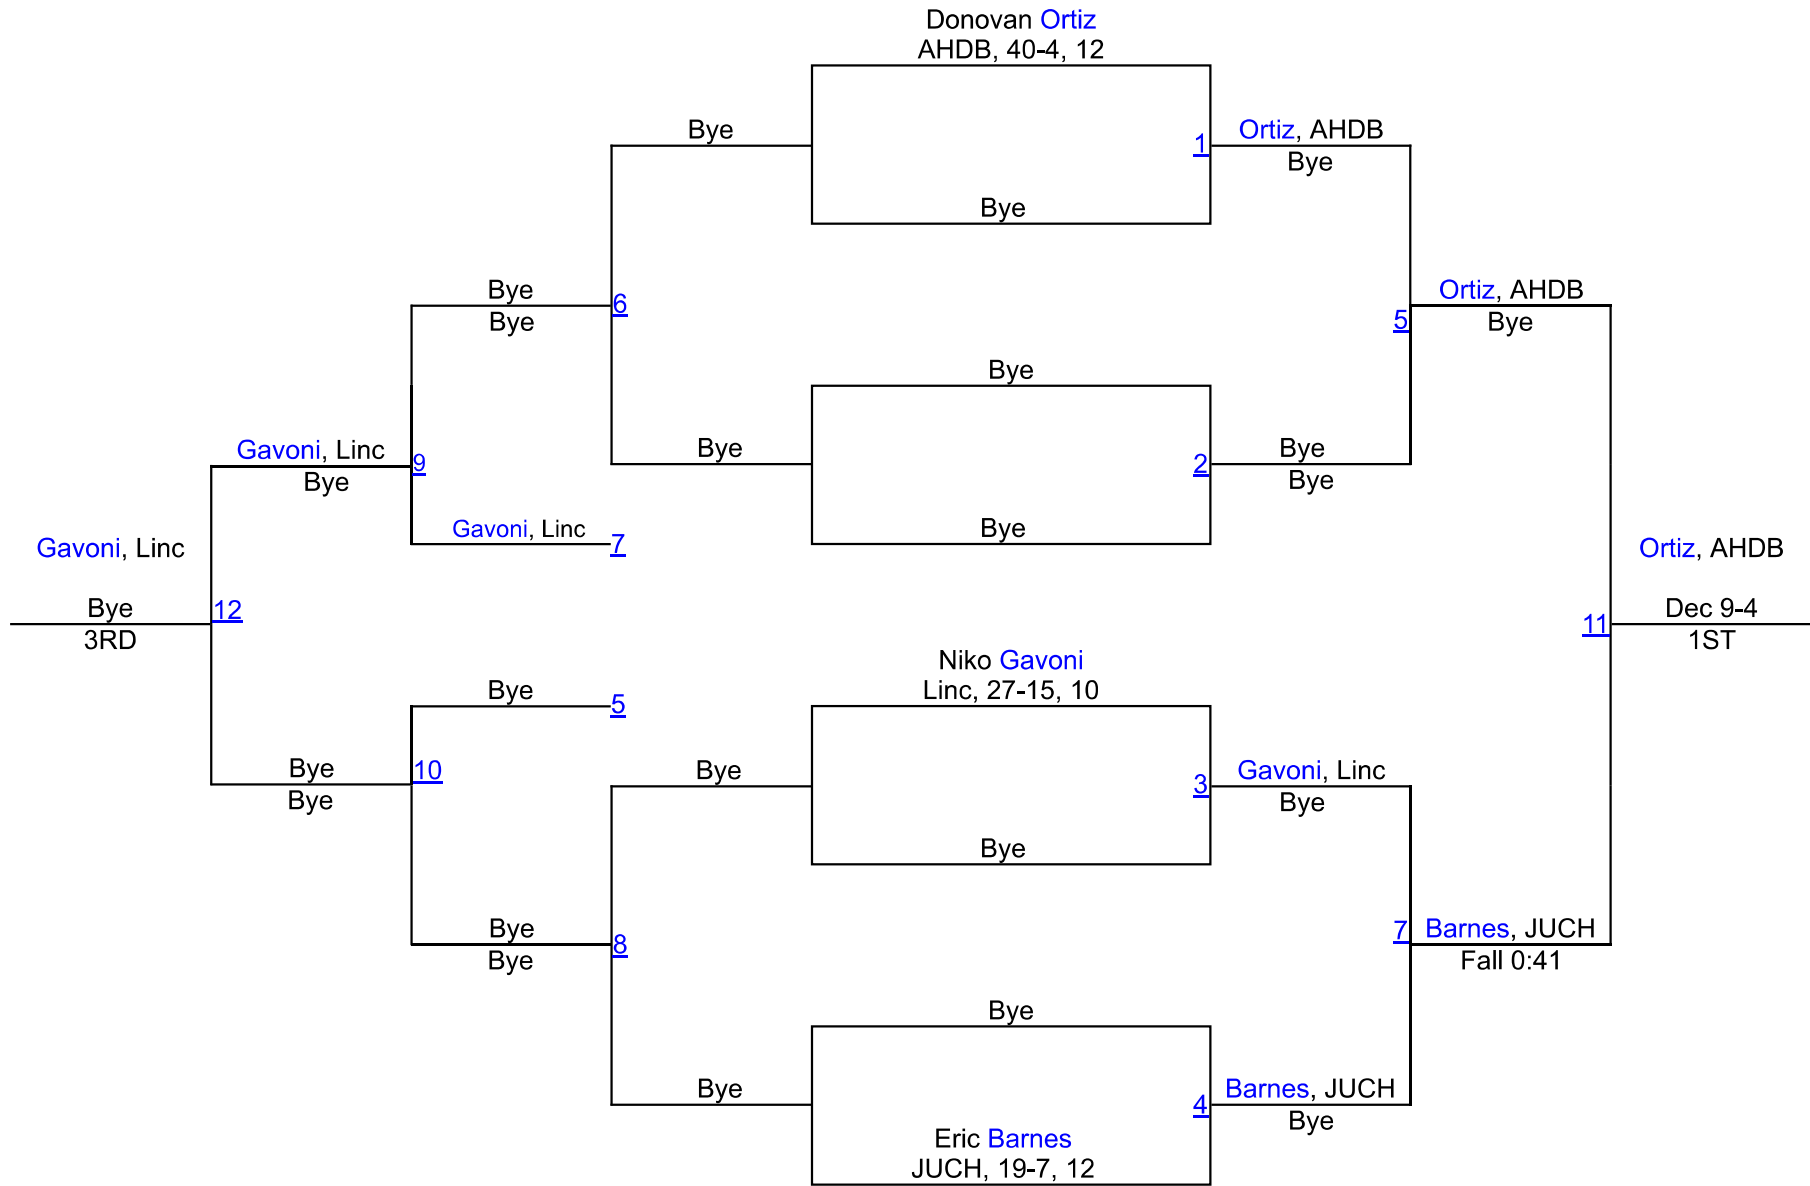 Donovan Ortiz
AHDB, 40-4, 12
Bye
1
Ortiz, AHDB
Bye
Bye
Bye
Bye
6
5
Ortiz, AHDB
Bye
Bye
Gavoni, Linc
Bye
9
Bye
2
Bye
Bye
Gavoni, Linc
7
Bye
Gavoni, Linc
Bye
3RD
12
Ortiz, AHDB
11
Dec 9-4
1ST
Niko Gavoni
Linc, 27-15, 10
Bye
5
Bye
Bye
10
Bye
3
Gavoni, Linc
Bye
Bye
Bye
Bye
8
7
Barnes, JUCH
Fall 0:41
Bye
Bye
4
Barnes, JUCH
Bye
Eric Barnes
JUCH, 19-7, 12